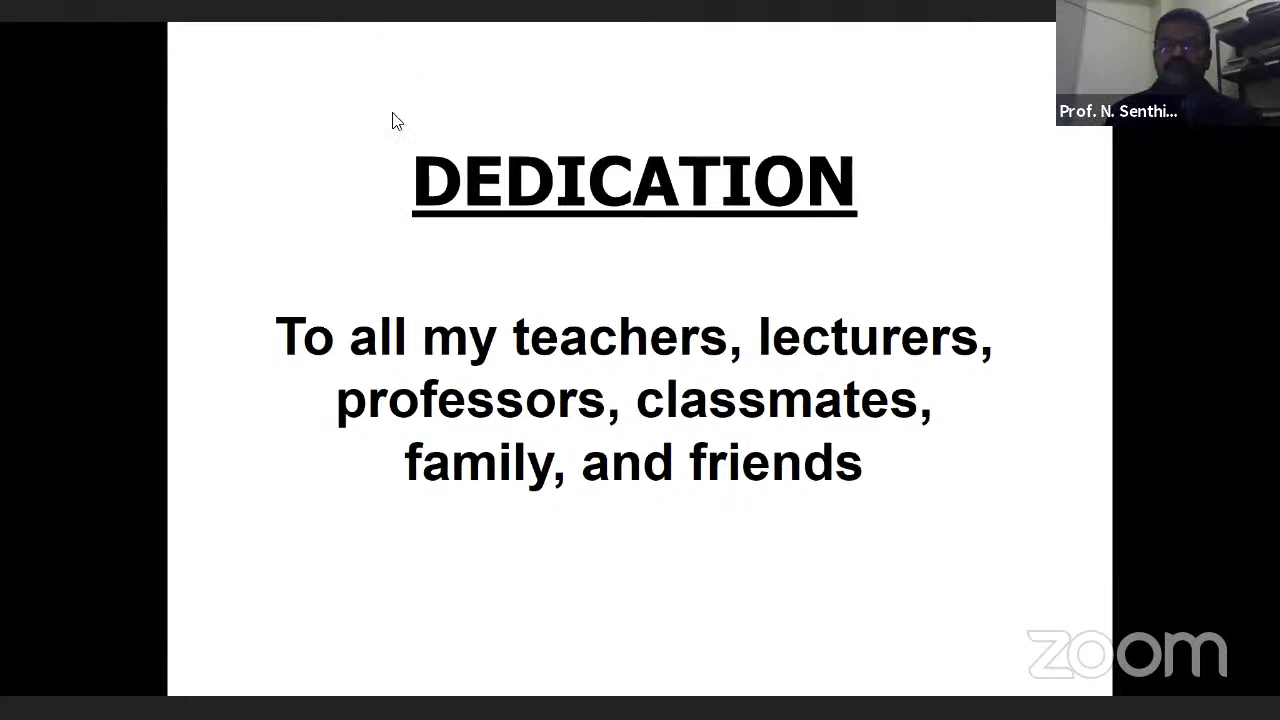 Prof. N. Senthi...
DEDICATION
To all my teachers, lecturers,
professors, classmates,
family, and friends
zoom